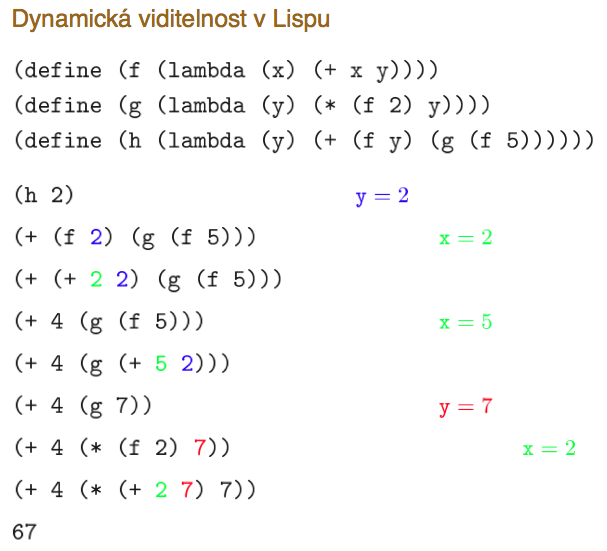 Dynamická viditelnost v Lispu
(define (f (lambda (x) (+ x y))))
(define (g (lambda (y) (* (f 2) y))))
(define (h (lambda (y) (+ (f y) (g (f 5))))))
(h 2) y = 2
(+ (f 2) (g (f 5))) x = 2
(+ (+ 2 2) (g (f 5)))
(+ 4 (g (f 5))) x = 5
(+ 4 (g (+ 5 2)))
(+ 4 (g 7)) y = 7
(+ 4 (* (f 2) 7)) x = 2
(+ 4 (* (+ 2 7) 7))
67